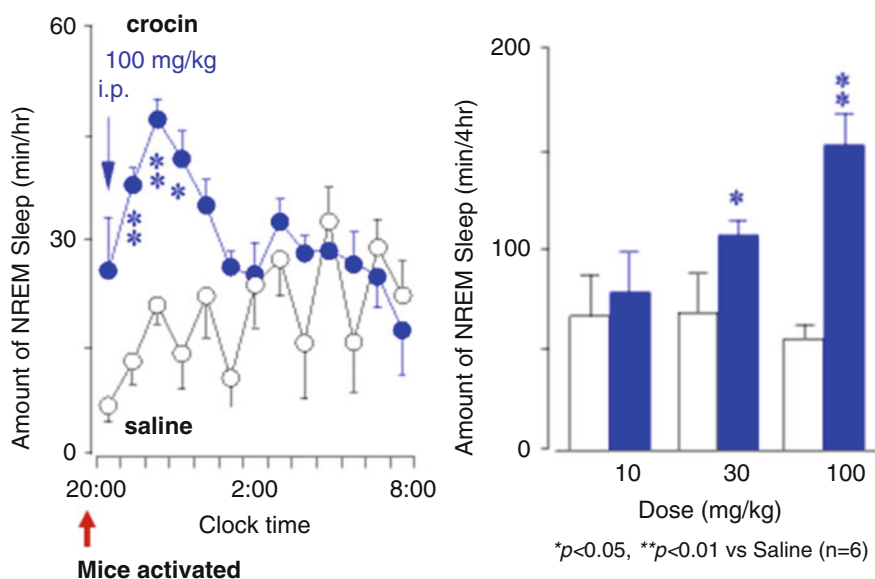 60
30
0
Amount of NREM Sleep (min/hr)
crocin
100 mg/kg
i.p.
**
**
*
saline
20:00
2:00
8:00
Clock time
Mice activated
200
100
0
Amount of NREM Sleep (min/4hr)
*
**
10
30
100
Dose (mg/kg)
*p<0.05, **p<0.01 vs Saline (n=6)